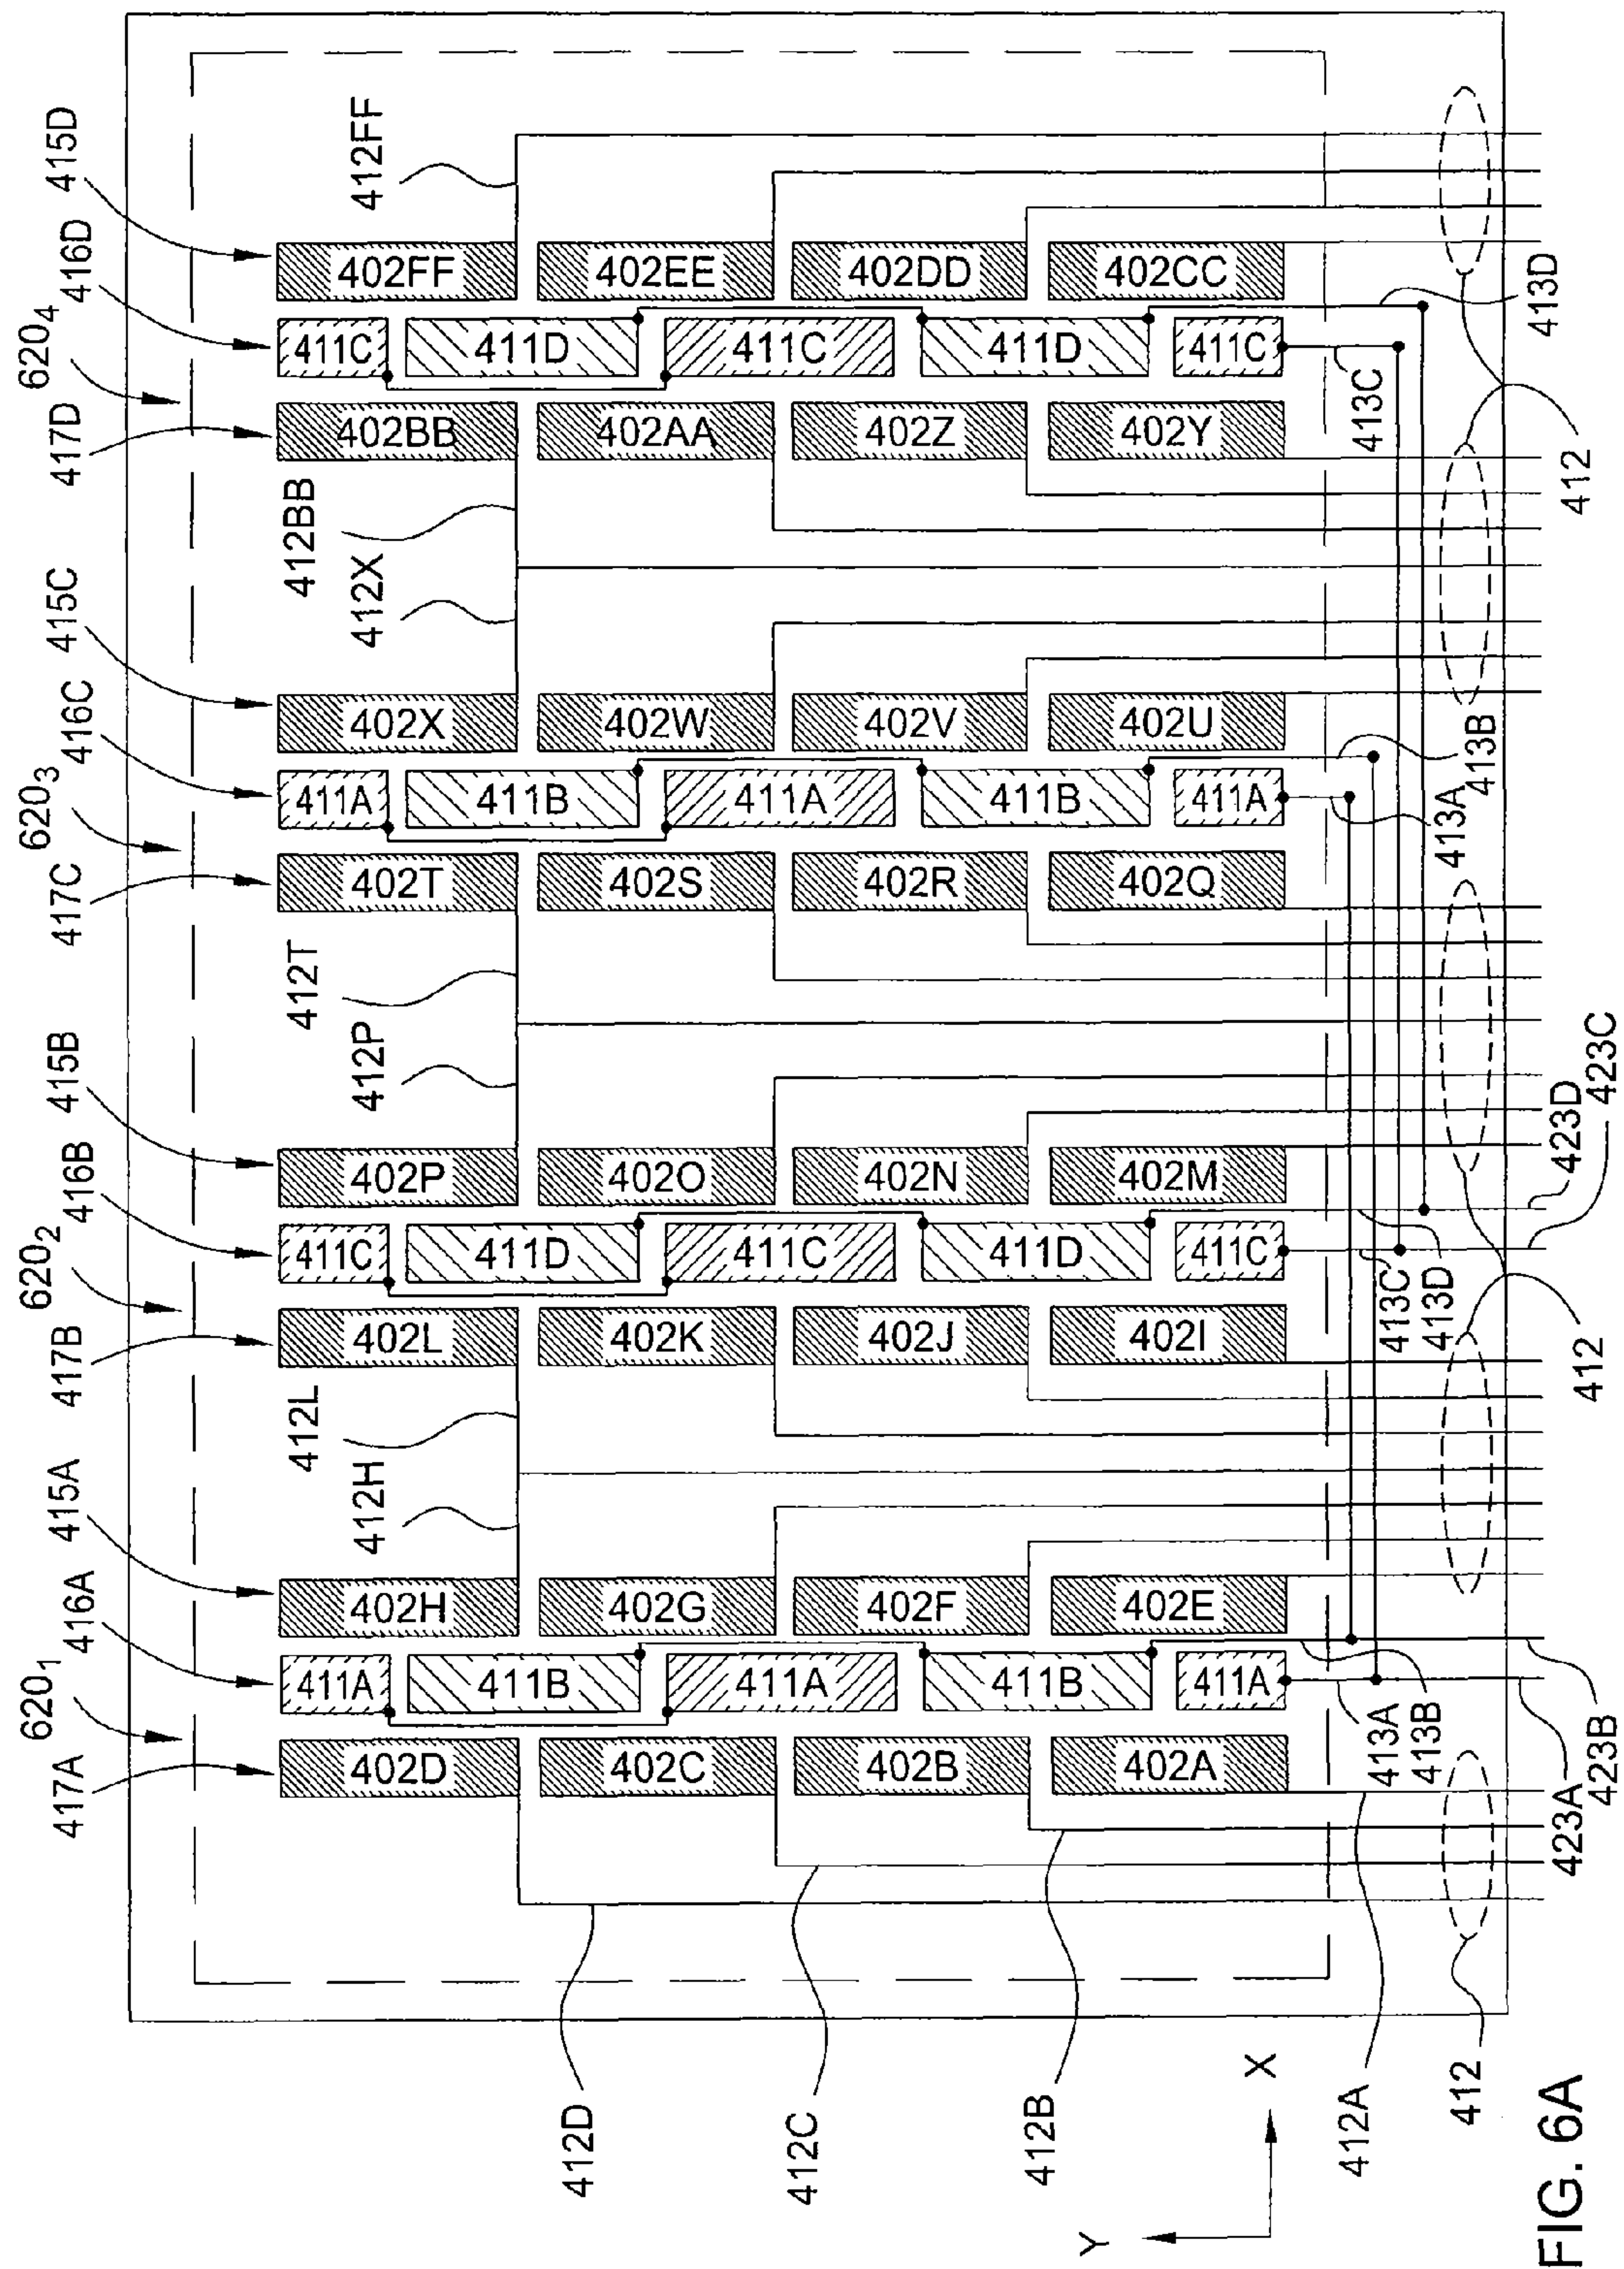 417A
620₁
416A
415A
417B
620₂
416B
415B
417C
620₃
416C
415C
417D
620₄
416D
415D
412H
412L
412P
412T
412X
412BB
412FF
402D
411A
402H
402L
411C
402P
402T
411A
402X
402BB
411C
402FF
411B
411D
411B
411D
402C
402G
402K
402O
402S
402W
402AA
402EE
411A
411C
411A
411C
402B
402F
402J
402N
402R
402V
402Z
402DD
411B
411D
411B
411D
402A
411A
402E
402I
411C
402M
402Q
411A
402U
402Y
411C
402CC
412D
412C
412B
412A
413A
413B
413C
413D
413A
413B
413C
413D
412
423A
423B
412
423D
423C
412
Y
X
FIG. 6A